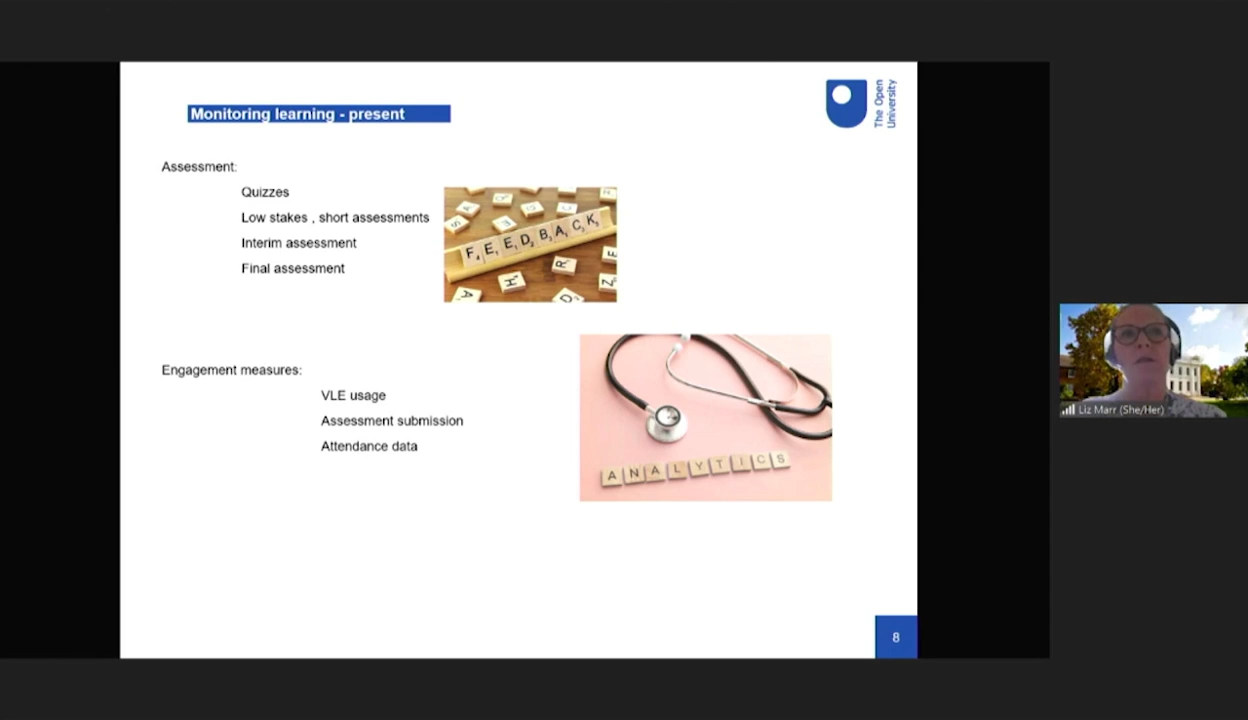 Monitoring learning - present
The Open
University
Assessment:
Quizzes
Low stakes , short assessments
Interim assessment
Final assessment
FEEDBACK
Engagement measures:
VLE usage
Assessment submission
Attendance data
ANALYTICS
Liz Marr (She/Her)
8